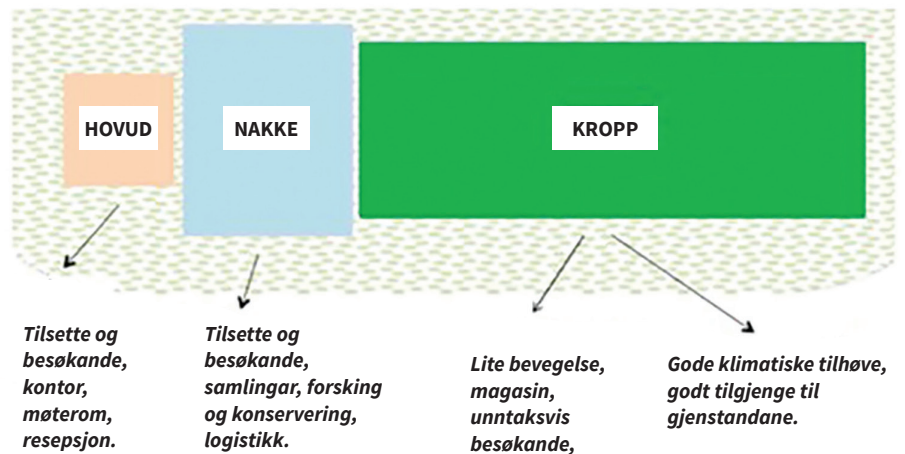 HOVUD
NAKKE
KROPP
Tilsette og
besøkande,
kontor,
møterom,
resepsjon.
Tilsette og
besøkande,
samlingar, forsking
og konservering,
logistikk.
Lite bevegelse,
magasin,
unntaksvis
besøkande,
Gode klimatiske tilhøve,
godt tilgjenge til
gjenstandane.